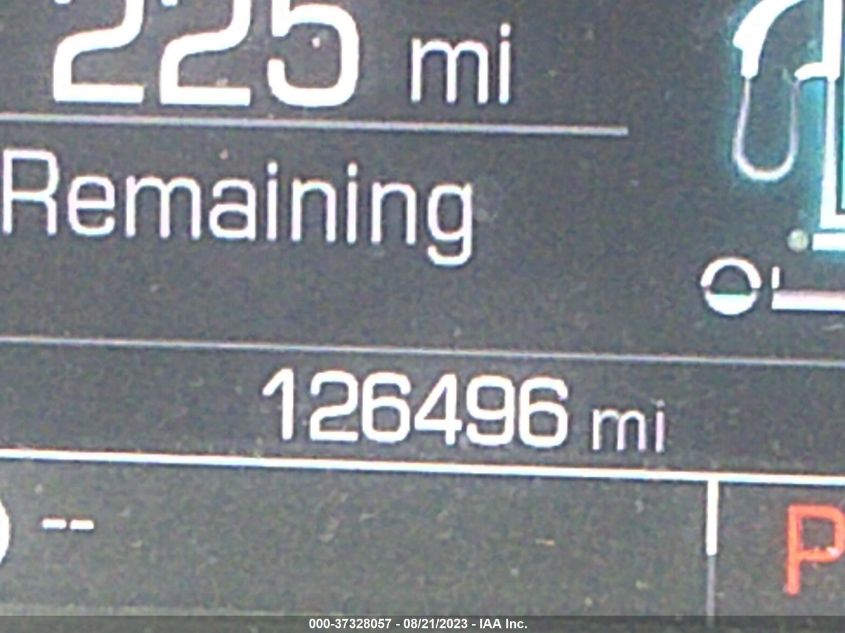 225 mi
Remaining
126496 mi
--
P
000-37328057 - 08/21/2023 - IAA Inc.